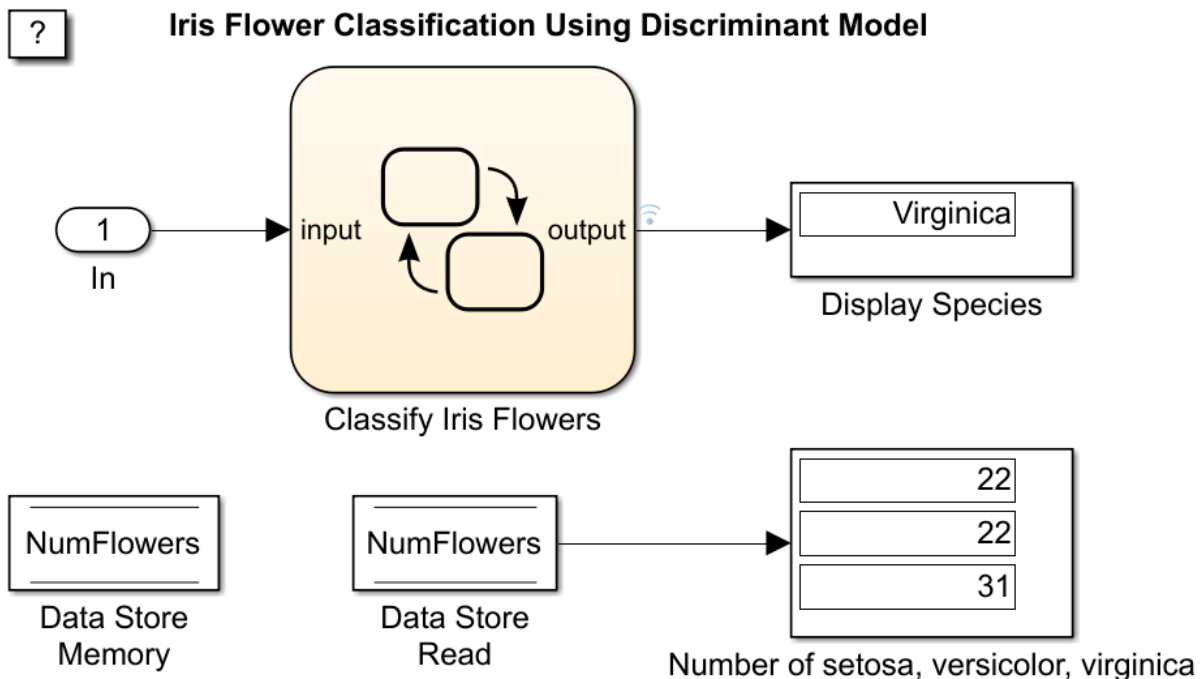 ?
Iris Flower Classification Using Discriminant Model
1
In
input
output
Classify Iris Flowers
Virginica
Display Species
NumFlowers
Data Store
Memory
NumFlowers
Data Store
Read
22
22
31
Number of setosa, versicolor, virginica